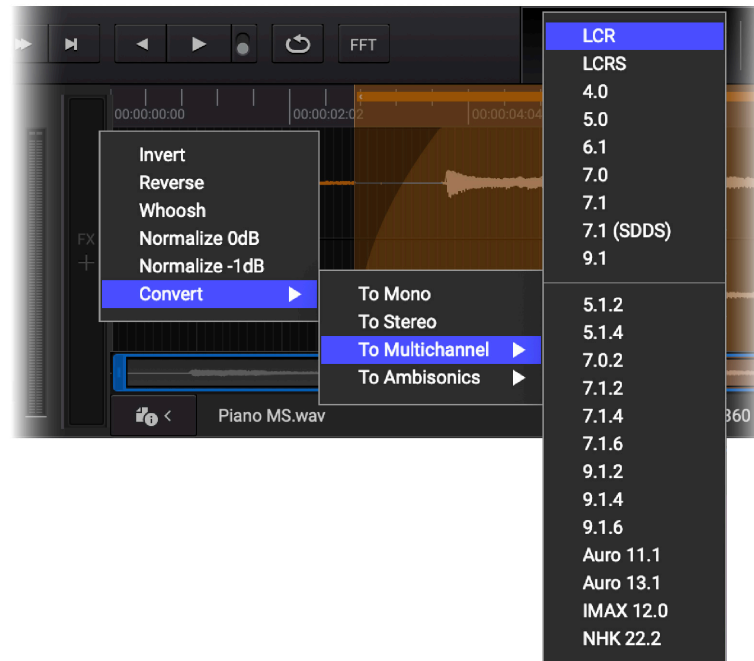 FFT
00:00:00:00
00:00:02:02
00:00:04:04
FX
Invert
Reverse
Whoosh
Normalize 0dB
Normalize -1dB
Convert
To Mono
To Stereo
To Multichannel
To Ambisonics
LCR
LCRS
4.0
5.0
6.1
7.0
7.1
7.1 (SDDS)
9.1
5.1.2
5.1.4
7.0.2
7.1.2
7.1.4
7.1.6
9.1.2
9.1.4
9.1.6
Auro 11.1
Auro 13.1
IMAX 12.0
NHK 22.2
Piano MS.wav
360